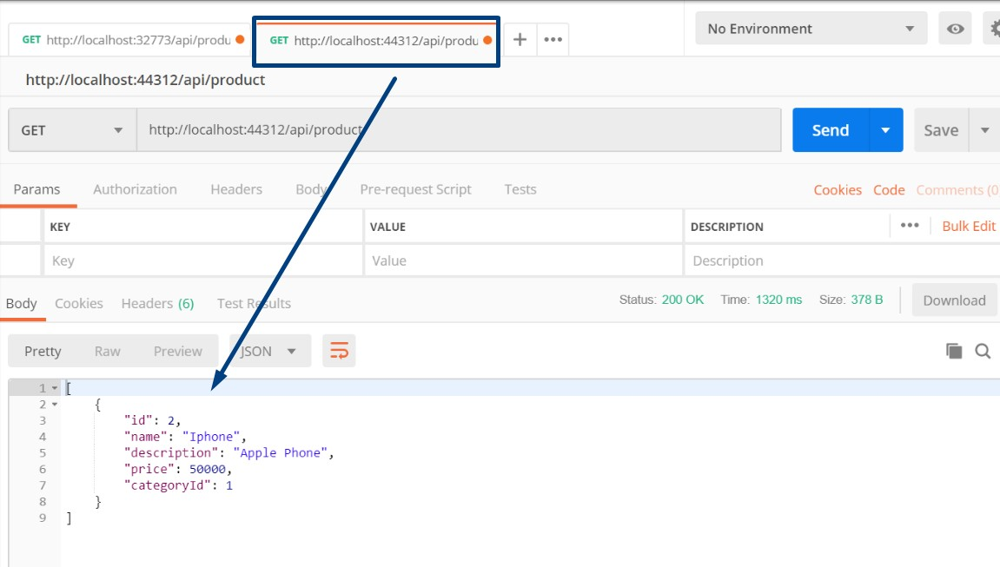 GET http://localhost:32773/api/produ
GET http://localhost:44312/api/produ
+
•••
No Environment
http://localhost:44312/api/product
GET http://localhost:44312/api/product
Send
Save
Params Authorization Headers Body Pre-request Script Tests
Cookies Code Comments (0
KEY VALUE DESCRIPTION
••• Bulk Edit
Key Value Description
Body Cookies Headers (6) Test Results
Status: 200 OK Time: 1320 ms Size: 378 B
Download
Pretty Raw Preview JSON
1 [
2 {
3 "id": 2,
4 "name": "Iphone",
5 "description": "Apple Phone",
6 "price": 50000,
7 "categoryId": 1
8 }
9 ]